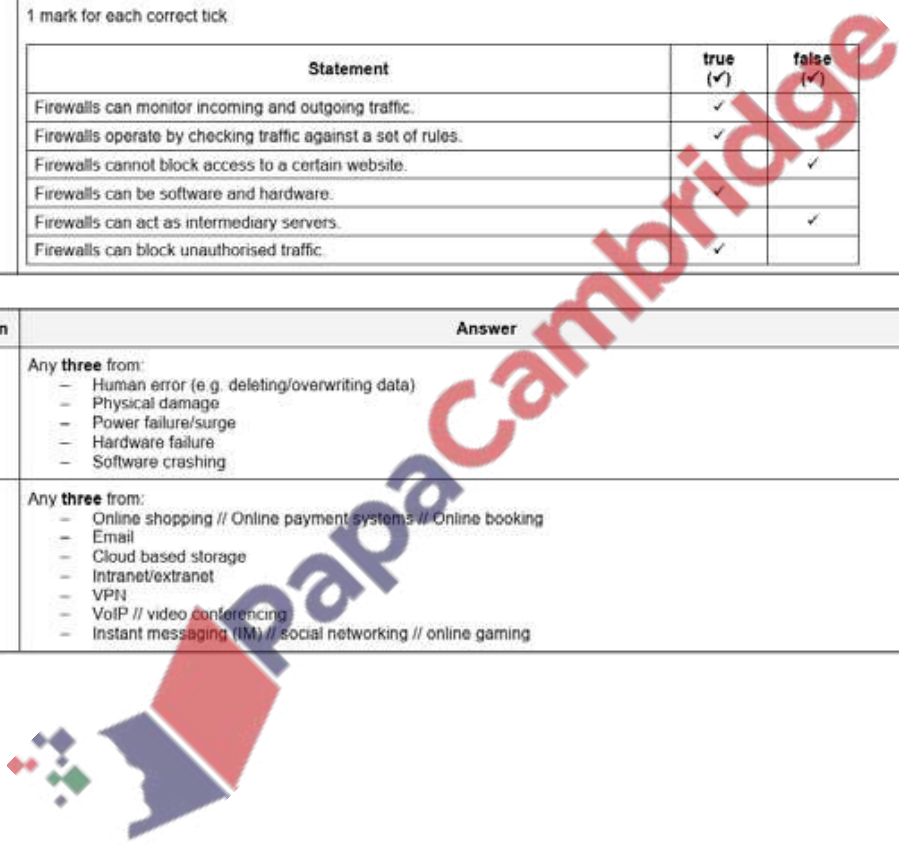 1 mark for each correct tick
Statement true (✓) false (✓)
Firewalls can monitor incoming and outgoing traffic. ✓
Firewalls operate by checking traffic against a set of rules. ✓
Firewalls cannot block access to a certain website. ✓
Firewalls can be software and hardware. ✓
Firewalls can act as intermediary servers. ✓
Firewalls can block unauthorised traffic. ✓
n Answer
Any three from:
– Human error (e.g. deleting/overwriting data)
– Physical damage
– Power failure/surge
– Hardware failure
– Software crashing
Any three from:
– Online shopping // Online payment systems // Online booking
– Email
– Cloud based storage
– Intranet/extranet
– VPN
– VoIP // video conferencing
– Instant messaging (IM) // social networking // online gaming
PapaCambridge